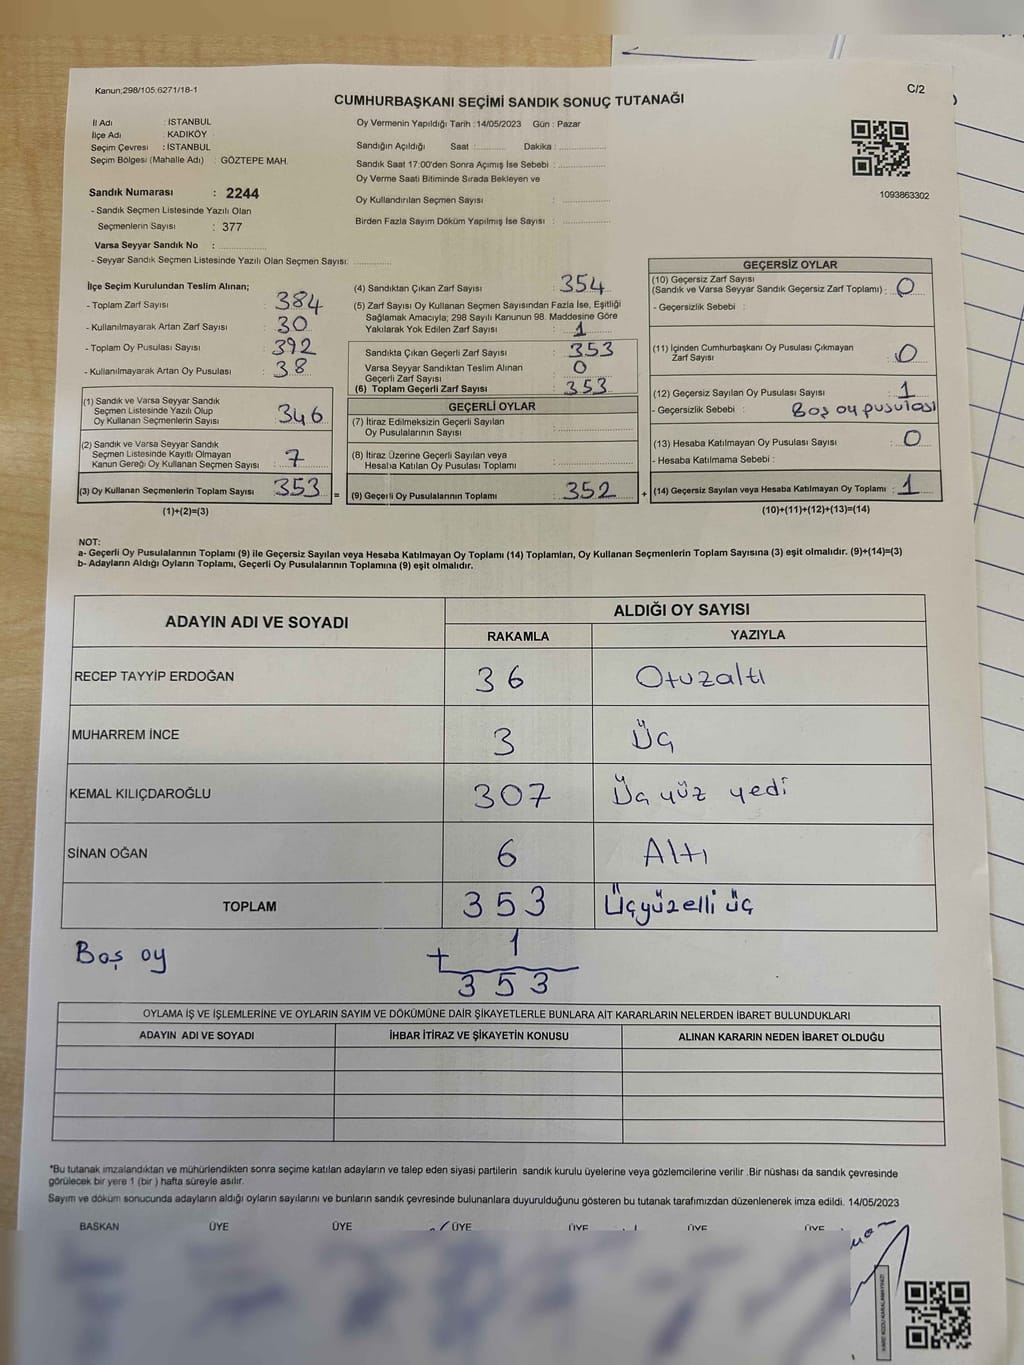 Kanun;298/105;6271/18-1
C/2
CUMHURBAŞKANI SEÇİMİ SANDIK SONUÇ TUTANAĞI
İl Adı : İSTANBUL
İlçe Adı : KADIKÖY
Seçim Çevresi : İSTANBUL
Seçim Bölgesi (Mahalle Adı) : GÖZTEPE MAH.
Sandık Numarası : 2244
- Sandık Seçmen Listesinde Yazılı Olan
Seçmenlerin Sayısı : 377
Varsa Seyyar Sandık No : ..............
- Seyyar Sandık Seçmen Listesinde Yazılı Olan Seçmen Sayısı: ............
Oy Vermenin Yapıldığı Tarih : 14/05/2023 Gün : Pazar
Sandığın Açıldığı Saat :........... Dakika :..............
Sandık Saat 17:00'den Sonra Açımış İse Sebebi :..............
Oy Verme Saati Bitiminde Sırada Bekleyen ve
Oy Kullandırılan Seçmen Sayısı : ..............
Birden Fazla Sayım Döküm Yapılmış İse Sayısı : ..............
1093863302
İlçe Seçim Kurulundan Teslim Alınan;
- Toplam Zarf Sayısı : 384
- Kullanılmayarak Artan Zarf Sayısı : 30
- Toplam Oy Pusulası Sayısı : 392
- Kullanılmayarak Artan Oy Pusulası : 38
(1) Sandık ve Varsa Seyyar Sandık
Seçmen Listesinde Yazılı Olup
Oy Kullanan Seçmenlerin Sayısı : 346
(2) Sandık ve Varsa Seyyar Sandık
Seçmen Listesinde Kayıtlı Olmayan
Kanun Gereği Oy Kullanan Seçmen Sayısı : 7
(3) Oy Kullanan Seçmenlerin Toplam Sayısı : 353
(1)+(2)=(3)
(4) Sandıktan Çıkan Zarf Sayısı : 354
(5) Zarf Sayısı Oy Kullanan Seçmen Sayısından Fazla İse, Eşitliği
Sağlamak Amacıyla; 298 Sayılı Kanunun 98. Maddesine Göre
Yakılarak Yok Edilen Zarf Sayısı : 1
Sandıkta Çıkan Geçerli Zarf Sayısı : 353
Varsa Seyyar Sandıktan Teslim Alınan
Geçerli Zarf Sayısı : 0
(6) Toplam Geçerli Zarf Sayısı : 353
GEÇERLİ OYLAR
(7) İtiraz Edilmeksizin Geçerli Sayılan
Oy Pusulalarının Sayısı : ..............
(8) İtiraz Üzerine Geçerli Sayılan veya
Hesaba Katılan Oy Pusulası Toplamı : ..............
= (9) Geçerli Oy Pusulalarının Toplamı : 352
GEÇERSİZ OYLAR
(10) Geçersiz Zarf Sayısı
(Sandık ve Varsa Seyyar Sandık Geçersiz Zarf Toplamı) : 0
- Geçersizlik Sebebi :
(11) İçinden Cumhurbaşkanı Oy Pusulası Çıkmayan
Zarf Sayısı : 0
(12) Geçersiz Sayılan Oy Pusulası Sayısı : 1
- Geçersizlik Sebebi : Boş oy pusulası
(13) Hesaba Katılmayan Oy Pusulası Sayısı : 0
- Hesaba Katılmama Sebebi :
+ (14) Geçersiz Sayılan veya Hesaba Katılmayan Oy Toplamı : 1
(10)+(11)+(12)+(13)=(14)
NOT:
a- Geçerli Oy Pusulalarının Toplamı (9) ile Geçersiz Sayılan veya Hesaba Katılmayan Oy Toplamı (14) Toplamları, Oy Kullanan Seçmenlerin Toplam Sayısına (3) eşit olmalıdır. (9)+(14)=(3)
b- Adayların Aldığı Oyların Toplamı, Geçerli Oy Pusulalarının Toplamına (9) eşit olmalıdır.
ADAYIN ADI VE SOYADI ALDIĞI OY SAYISI
RAKAMLA YAZIYLA
RECEP TAYYİP ERDOĞAN 36 Otuzaltı
MUHARREM İNCE 3 Üç
KEMAL KILIÇDAROĞLU 307 Üç yüz yedi
SİNAN OĞAN 6 Altı
TOPLAM 353 Üçyüzelli üç
Boş oy + 1
353
OYLAMA İŞ VE İŞLEMLERİNE VE OYLARIN SAYIM VE DÖKÜMÜNE DAİR ŞİKAYETLERLE BUNLARA AİT KARARLARIN NELERDEN İBARET BULUNDUKLARI
ADAYIN ADI VE SOYADI İHBAR İTİRAZ VE ŞİKAYETİN KONUSU ALINAN KARARIN NEDEN İBARET OLDUĞU
*Bu tutanak imzalandıktan ve mühürlendikten sonra seçime katılan adayların ve talep eden siyasi partilerin sandık kurulu üyelerine veya gözlemcilerine verilir .Bir nüshası da sandık çevresinde
görülecek bir yere 1 (bir ) hafta süreyle asılır.
Sayım ve döküm sonucunda adayların aldığı oyların sayılarını ve bunların sandık çevresinde bulunanlara duyurulduğunu gösteren bu tutanak tarafımızdan düzenlenerek imza edildi. 14/05/2023
BAŞKAN ÜYE ÜYE ÜYE ÜYE ÜYE ÜYE